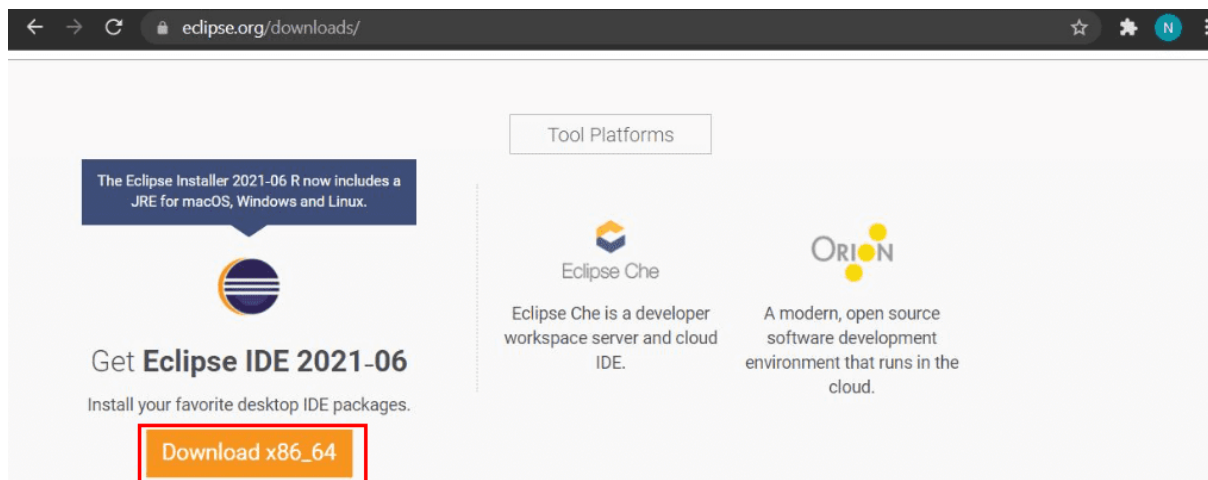 eclipse.org/downloads/
N
Tool Platforms
The Eclipse Installer 2021-06 R now includes a
JRE for macOS, Windows and Linux.
Get Eclipse IDE 2021-06
Install your favorite desktop IDE packages.
Download x86_64
Eclipse Che
Eclipse Che is a developer
workspace server and cloud
IDE.
ORION
A modern, open source
software development
environment that runs in the
cloud.